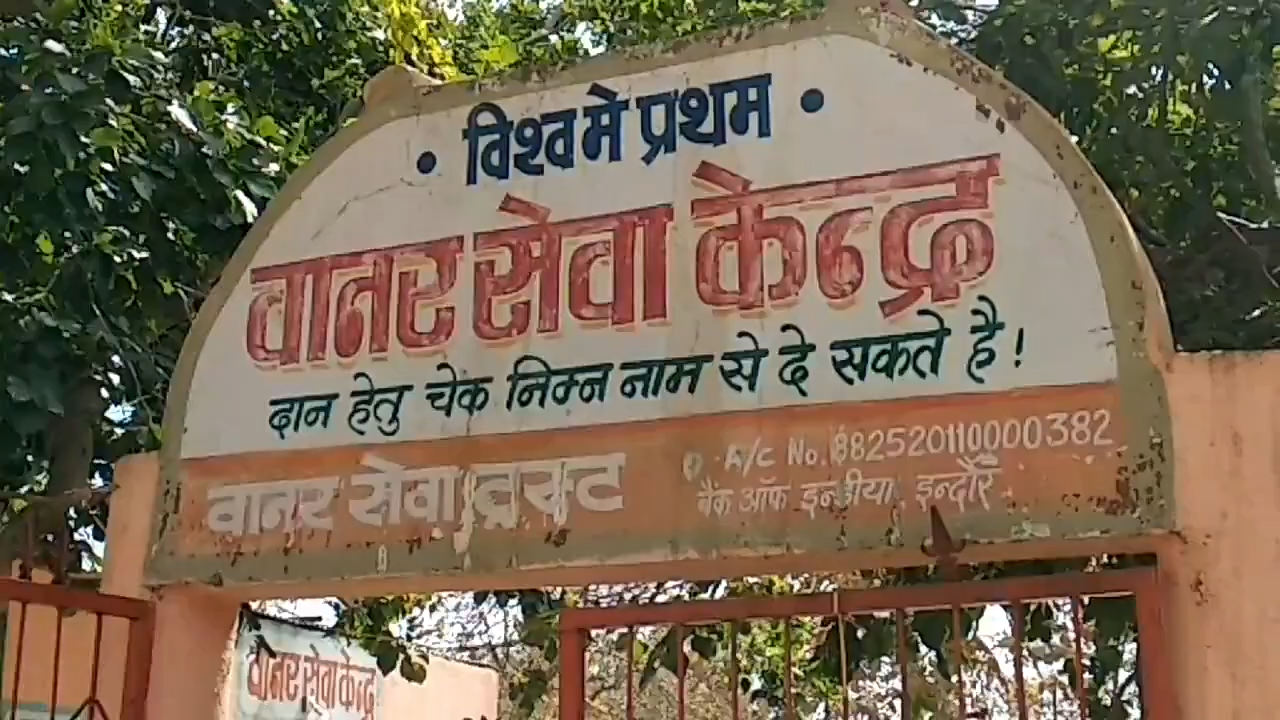 • विश्व मे प्रथम •
वानर सेवा केन्द्र
दान हेतु चेक निम्न नाम से दे सकते है !
वानर सेवा ट्रस्ट
A/C No. 882520110000382
बैंक ऑफ इन्डीया, इन्दौर
वानर सेवा केन्द्र